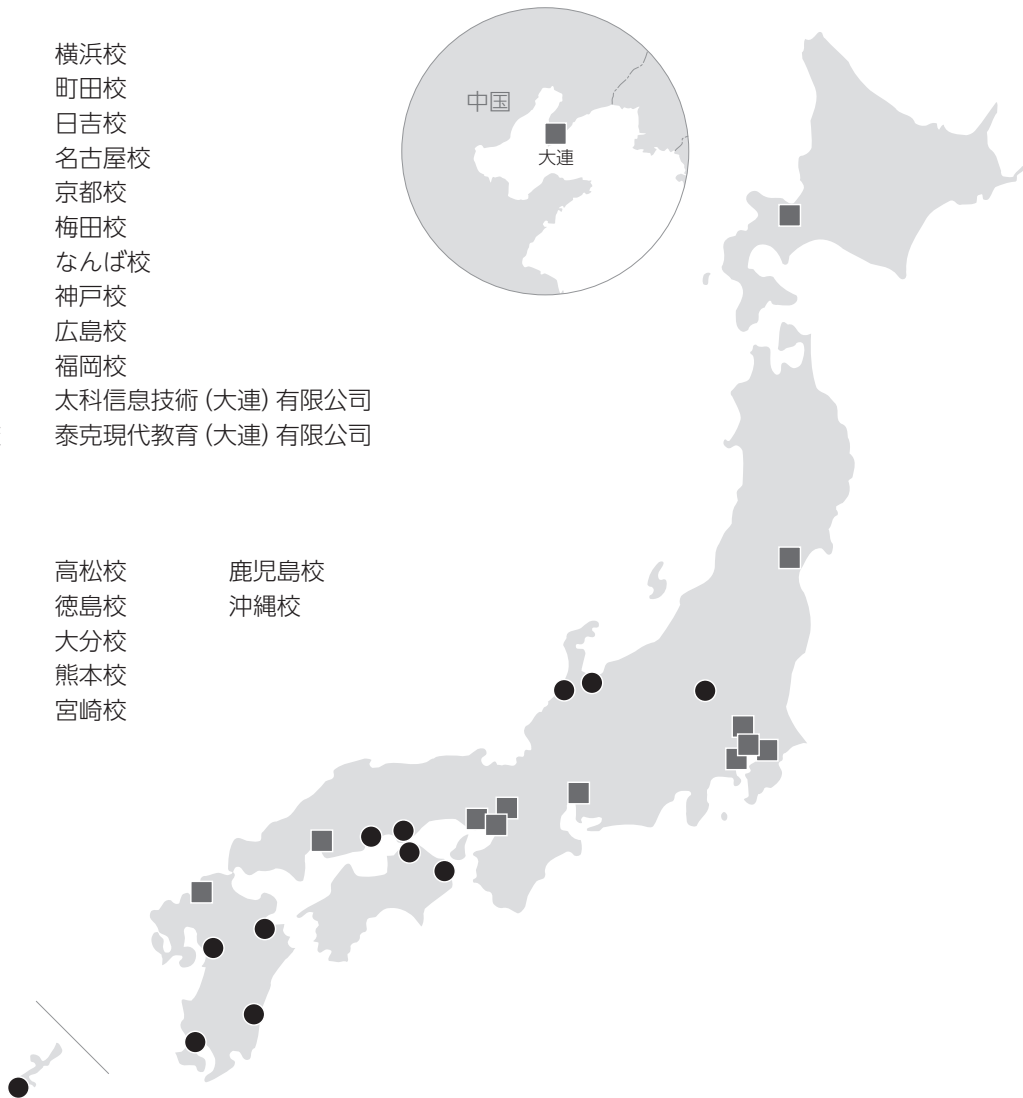 横浜校
町田校
日吉校
名古屋校
京都校
梅田校
なんば校
神戸校
広島校
福岡校
太科信息技術（大連）有限公司
泰克現代教育（大連）有限公司
高松校
徳島校
大分校
熊本校
宮崎校
鹿児島校
沖縄校
中国
大連